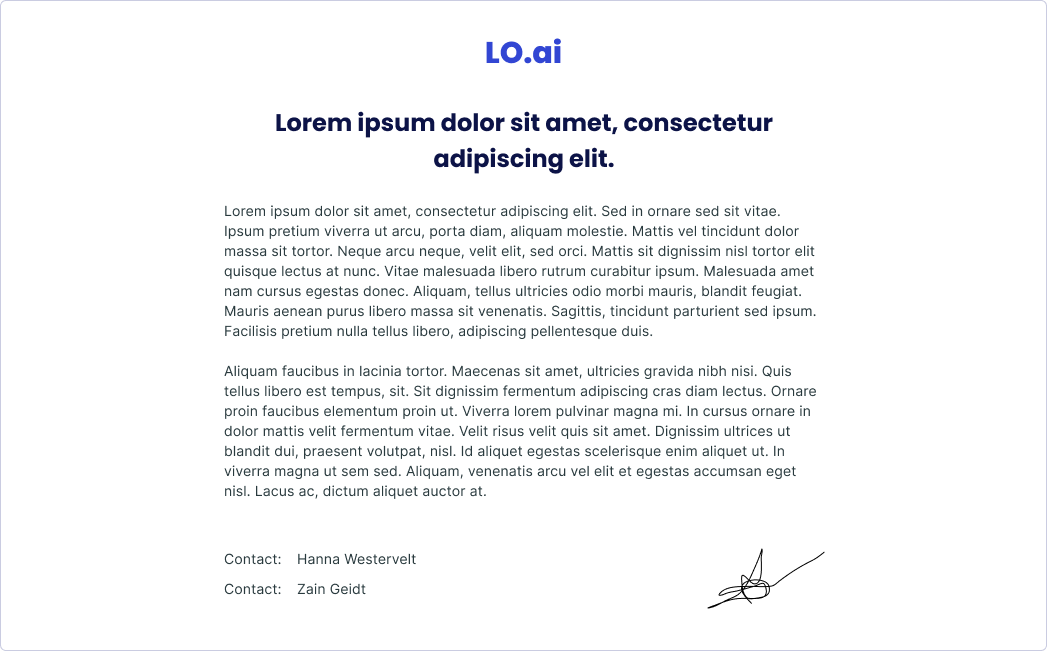 LO.ai
Lorem ipsum dolor sit amet, consectetur
adipiscing elit.
Lorem ipsum dolor sit amet, consectetur adipiscing elit. Sed in ornare sed sit vitae.
Ipsum pretium viverra ut arcu, porta diam, aliquam molestie. Mattis vel tincidunt dolor
massa sit tortor. Neque arcu neque, velit elit, sed orci. Mattis sit dignissim nisl tortor elit
quisque lectus at nunc. Vitae malesuada libero rutrum curabitur ipsum. Malesuada amet
nam cursus egestas donec. Aliquam, tellus ultricies odio morbi mauris, blandit feugiat.
Mauris aenean purus libero massa sit venenatis. Sagittis, tincidunt parturient sed ipsum.
Facilisis pretium nulla tellus libero, adipiscing pellentesque duis.
Aliquam faucibus in lacinia tortor. Maecenas sit amet, ultricies gravida nibh nisi. Quis
tellus libero est tempus, sit. Sit dignissim fermentum adipiscing cras diam lectus. Ornare
proin faucibus elementum proin ut. Viverra lorem pulvinar magna mi. In cursus ornare in
dolor mattis velit fermentum vitae. Velit risus velit quis sit amet. Dignissim ultrices ut
blandit dui, praesent volutpat, nisl. Id aliquet egestas scelerisque enim aliquet ut. In
viverra magna ut sem sed. Aliquam, venenatis arcu vel elit et egestas accumsan eget
nisl. Lacus ac, dictum aliquet auctor at.
Contact: Hanna Westervelt
Contact: Zain Geidt